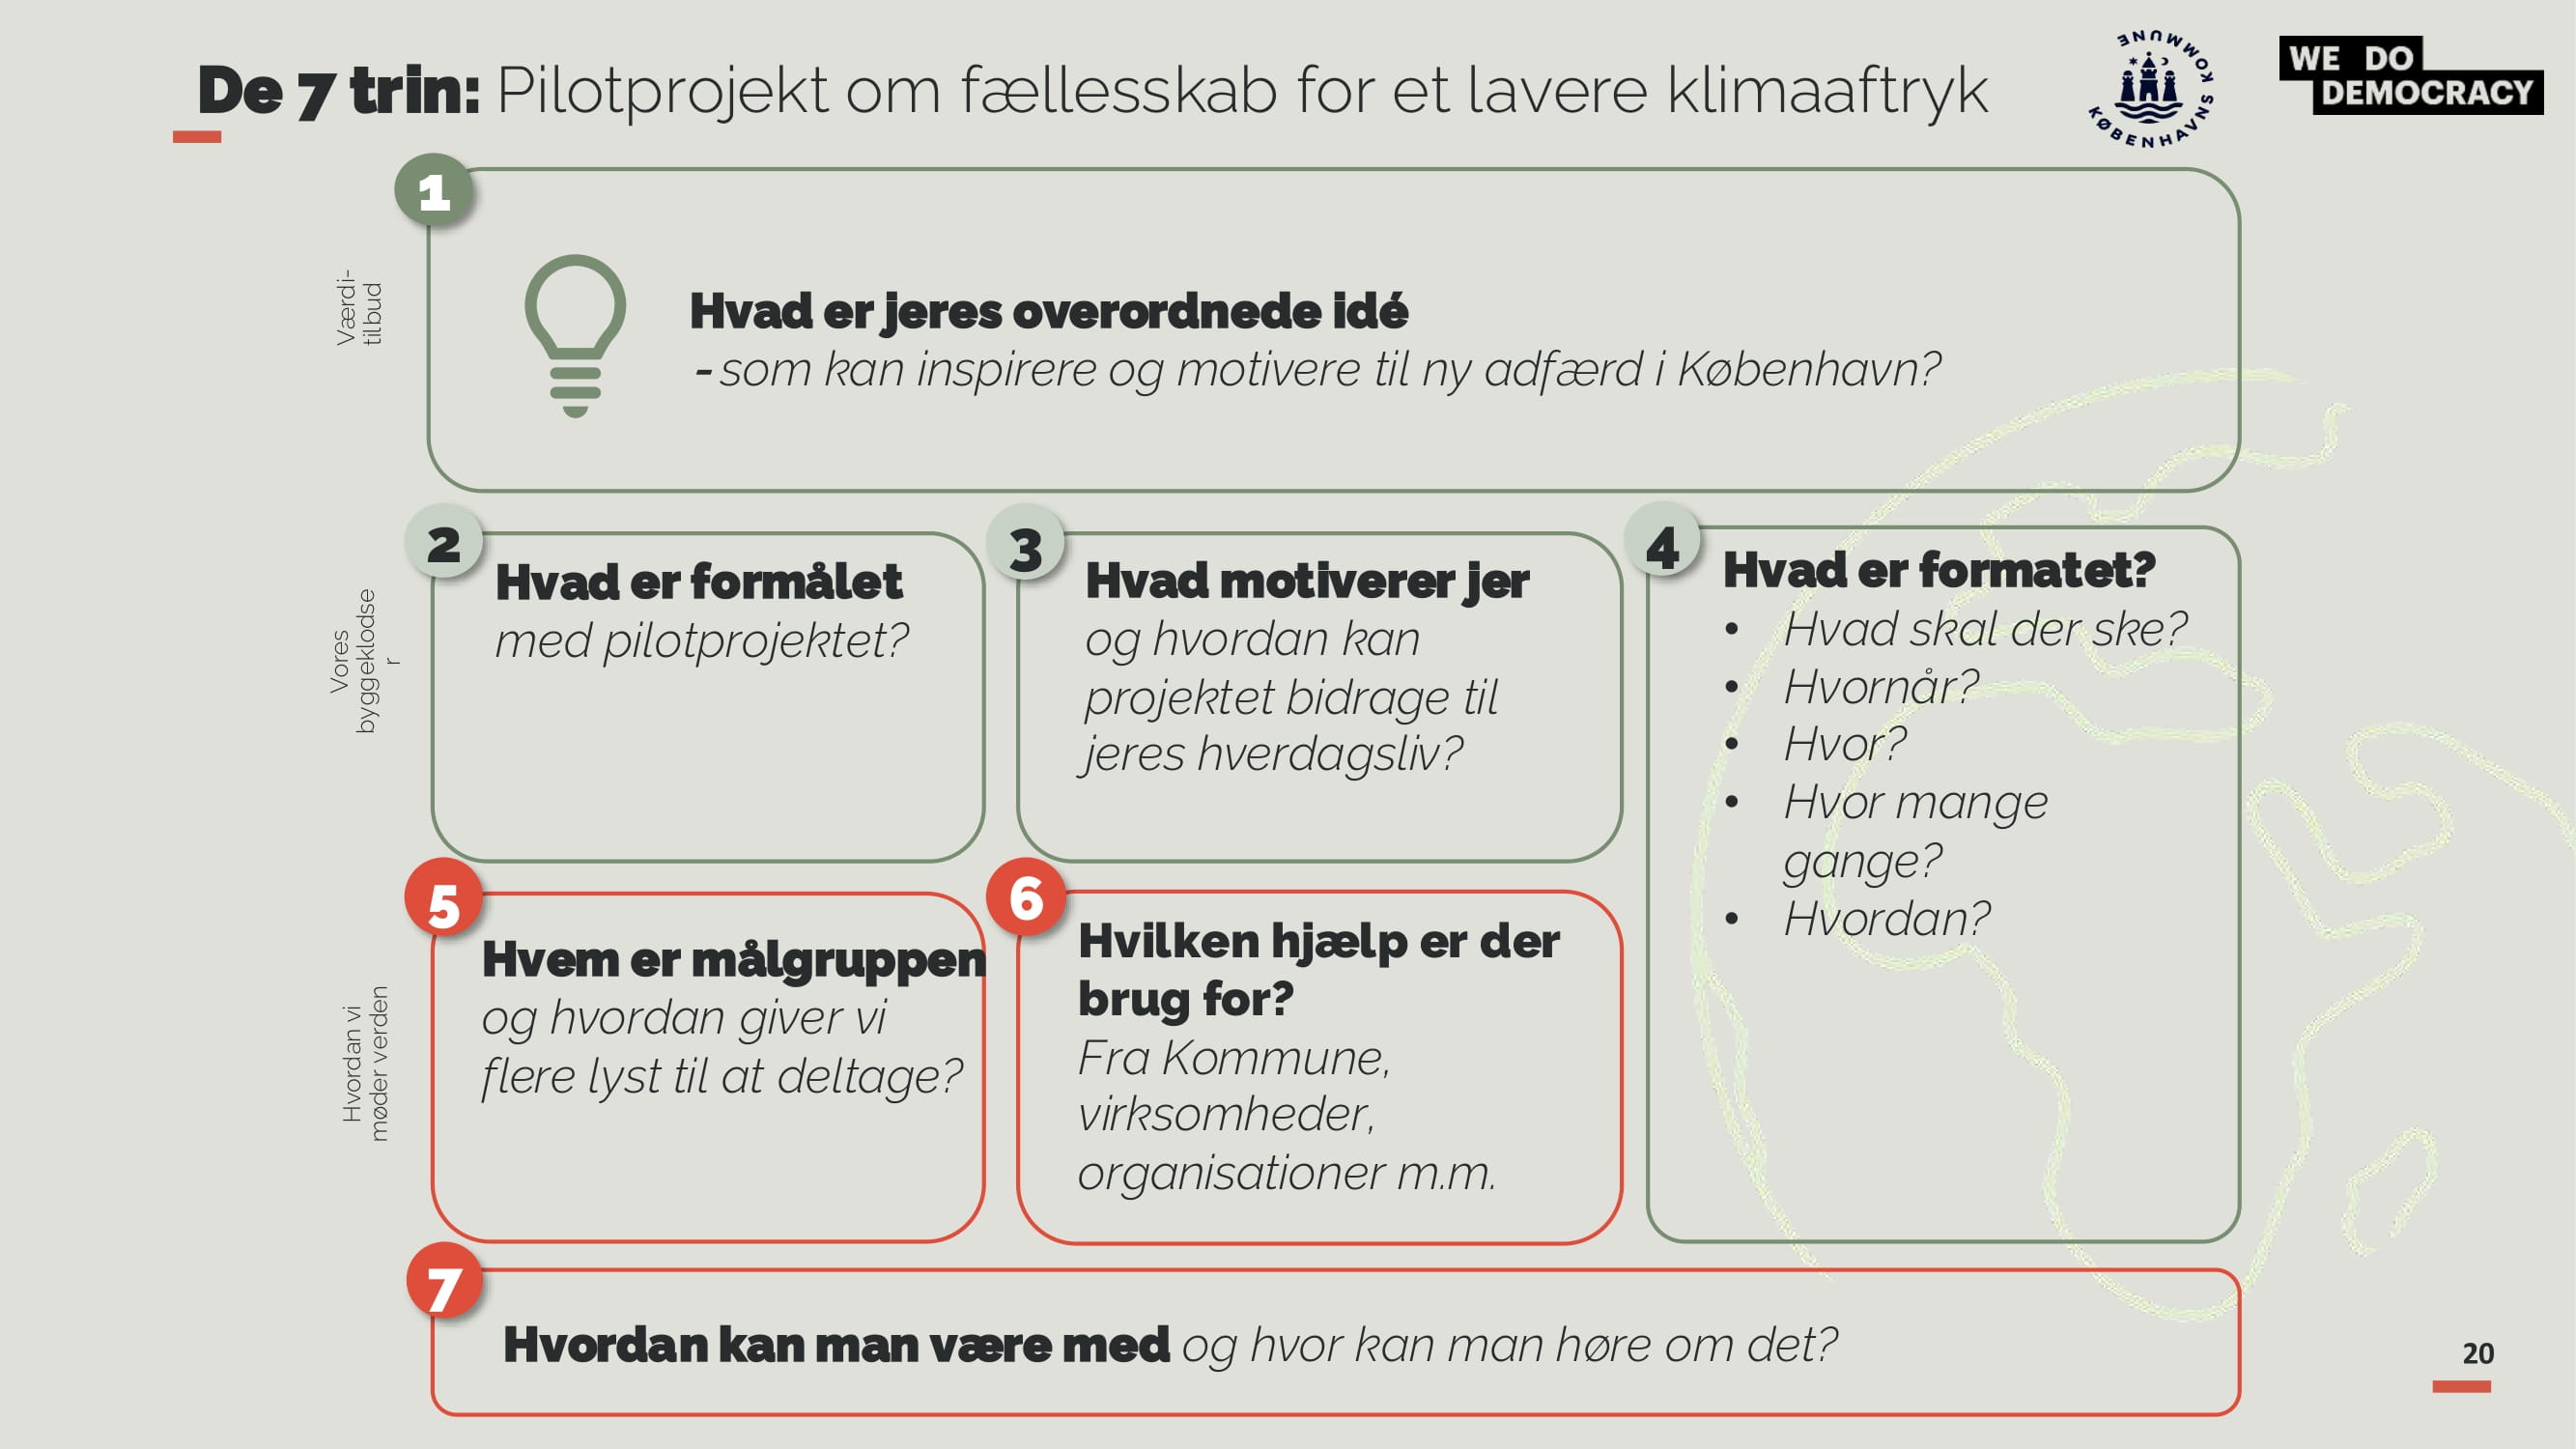 De 7 trin: Pilotprojekt om fællesskab for et lavere klimaaftryk
KØBENHAVNS KOMMUNE
WE DO
DEMOCRACY
Værdi-
tilbud
1
Hvad er jeres overordnede idé
- som kan inspirere og motivere til ny adfærd i København?
Vores
byggeklodse
r
2
Hvad er formålet
med pilotprojektet?
3
Hvad motiverer jer
og hvordan kan
projektet bidrage til
jeres hverdagsliv?
4
Hvad er formatet?
• Hvad skal der ske?
• Hvornår?
• Hvor?
• Hvor mange
gange?
• Hvordan?
Hvordan vi
møder verden
5
Hvem er målgruppen
og hvordan giver vi
flere lyst til at deltage?
6
Hvilken hjælp er der
brug for?
Fra Kommune,
virksomheder,
organisationer m.m.
7
Hvordan kan man være med og hvor kan man høre om det?
20